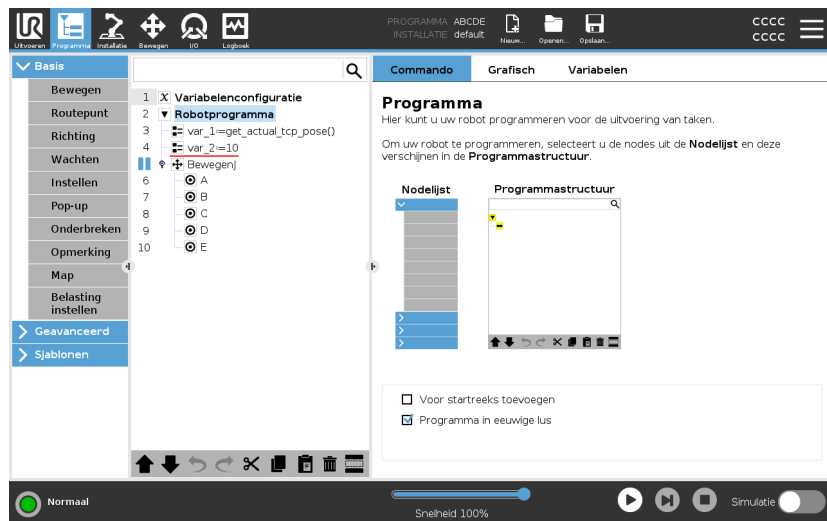 UR
Uitvoeren Programma Installatie Bewegen I/O Logboek
PROGRAMMA ABCDE
INSTALLATIE default
Nieuw... Openen... Opslaan...
cccc
cccc
Basis
Bewegen
Routepunt
Richting
Wachten
Instellen
Pop-up
Onderbreken
Opmerking
Map
Belasting
instellen
Geavanceerd
Sjablonen
1 X Variabelenconfiguratie
2 Robotprogramma
3 var_1:=get_actual_tcp_pose()
4 var_2:=10
BewegenJ
6 A
7 B
8 C
9 D
10 E
Commando Grafisch Variabelen
Programma
Hier kunt u uw robot programmeren voor de uitvoering van taken.
Om uw robot te programmeren, selecteert u de nodes uit de Nodelijst en deze
verschijnen in de Programmastructuur.
Nodelijst Programmastructuur
Voor startreeks toevoegen
Programma in eeuwige lus
Normaal
Snelheid 100%
Simulatie